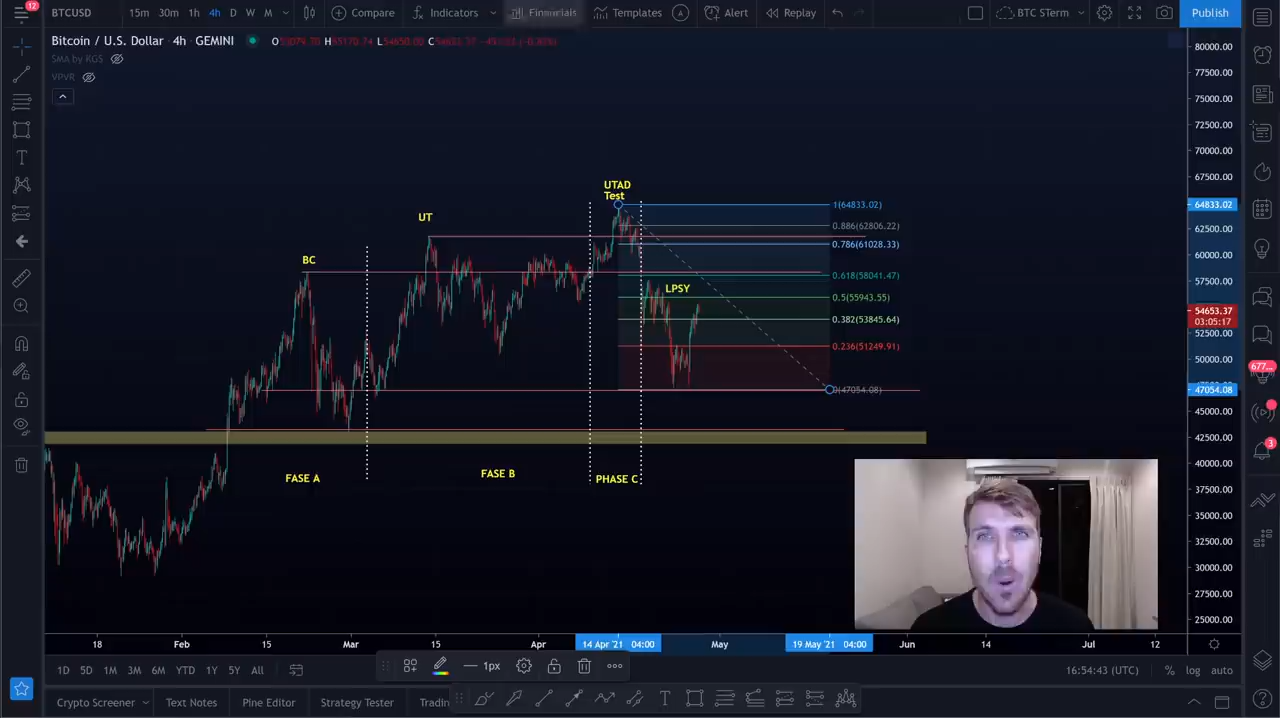 12
BTCUSD 15m 30m 1h 4h D W M Compare Indicators Financials Templates Alert Replay BTC STerm Publish
Bitcoin / U.S. Dollar 4h GEMINI
SMA by KGS
VPVR
80000.00
77500.00
75000.00
72500.00
70000.00
67500.00
64833.02
62500.00
60000.00
57500.00
54653.37
03:05:17
52500.00
50000.00
47054.08
45000.00
42500.00
40000.00
37500.00
35000.00
32500.00
30000.00
27500.00
25000.00
UTAD
Test
UT
BC
LPSY
1(64833.02)
0.886(62806.22)
0.786(61028.33)
0.618(58041.47)
0.5(55943.55)
0.382(53845.64)
0.236(51249.91)
0(47054.08)
FASE A
FASE B
PHASE C
677...
3
18 Feb 15 Mar 15 Apr 14 Apr '21 04:00 May 19 May '21 04:00 Jun 14 Jul 12
1D 5D 1M 3M 6M YTD 1Y 5Y All 1px 16:54:43 (UTC) % log auto
Crypto Screener Text Notes Pine Editor Strategy Tester Tradin